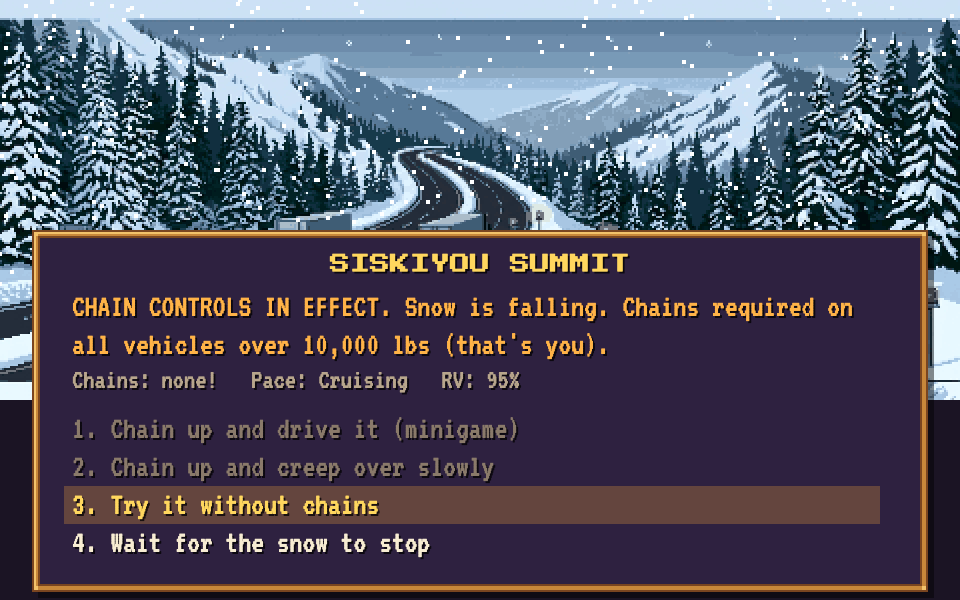 SISKIYOU SUMMIT
CHAIN CONTROLS IN EFFECT. Snow is falling. Chains required on
all vehicles over 10,000 lbs (that's you).
Chains: none! Pace: Cruising RV: 95%
1. Chain up and drive it (minigame)
2. Chain up and creep over slowly
3. Try it without chains
4. Wait for the snow to stop